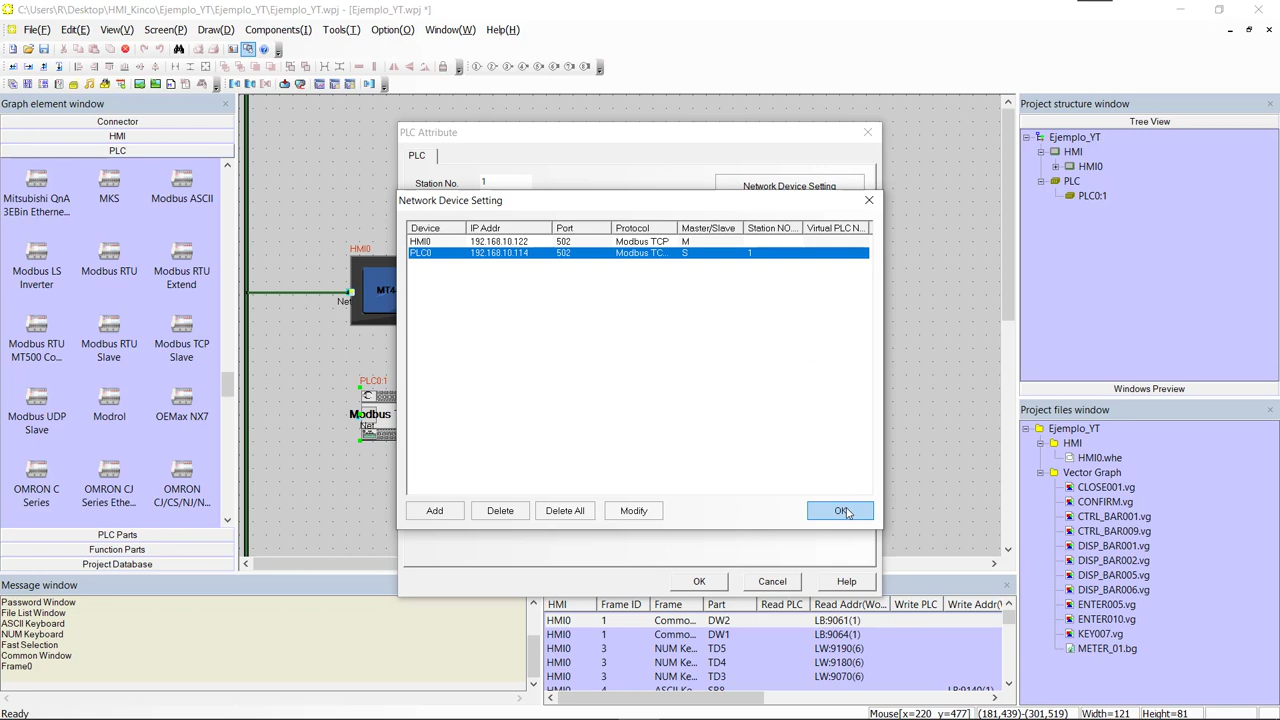 C:\Users\R\Desktop\HMI_Kinco\Ejemplo_YT\Ejemplo_YT\Ejemplo_YT.wpj - [Ejemplo_YT.wpj *]
File(F) Edit(E) View(V) Screen(P) Draw(D) Components(I) Tools(T) Option(O) Window(W) Help(H)
Graph element window
Connector
HMI
PLC
Mitsubishi QnA 3EBin Etherne...
MKS
Modbus ASCII
Modbus LS Inverter
Modbus RTU
Modbus RTU Extend
Modbus RTU MT500 Co...
Modbus RTU Slave
Modbus TCP Slave
Modbus UDP Slave
Modrol
OEMax NX7
OMRON C Series
OMRON CJ Series Ethe...
OMRON CJ/CS/NJ/N...
PLC Parts
Function Parts
Project Database
HMI0
MT4
Net
PLC0:1
Modbus T
Net
PLC Attribute
PLC
Station No. 1
Network Device Setting
Network Device Setting
Device IP Addr Port Protocol Master/Slave Station NO.... Virtual PLC N...
HMI0 192.168.10.122 502 Modbus TCP M
PLC0 192.168.10.114 502 Modbus TC... S 1
Add Delete Delete All Modify OK
OK Cancel Help
Project structure window
Tree View
Ejemplo_YT
HMI
HMI0
PLC
PLC0:1
Windows Preview
Project files window
Ejemplo_YT
HMI
HMI0.whe
Vector Graph
CLOSE001.vg
CONFIRM.vg
CTRL_BAR001.vg
CTRL_BAR009.vg
DISP_BAR001.vg
DISP_BAR002.vg
DISP_BAR005.vg
DISP_BAR006.vg
ENTER005.vg
ENTER010.vg
KEY007.vg
METER_01.bg
Message window
Password Window
File List Window
ASCII Keyboard
NUM Keyboard
Fast Selection
Common Window
Frame0
HMI Frame ID Frame Part Read PLC Read Addr(Wo... Write PLC Write Addr(
HMI0 1 Commo... DW2 LB:9061(1)
HMI0 1 Commo... DW1 LB:9064(1)
HMI0 3 NUM Ke... TD5 LW:9190(6)
HMI0 3 NUM Ke... TD4 LW:9180(6)
HMI0 3 NUM Ke... TD3 LW:9070(6)
Mouse[x=220 y=477] (181,439)-(301,519) Width=121 Height=81